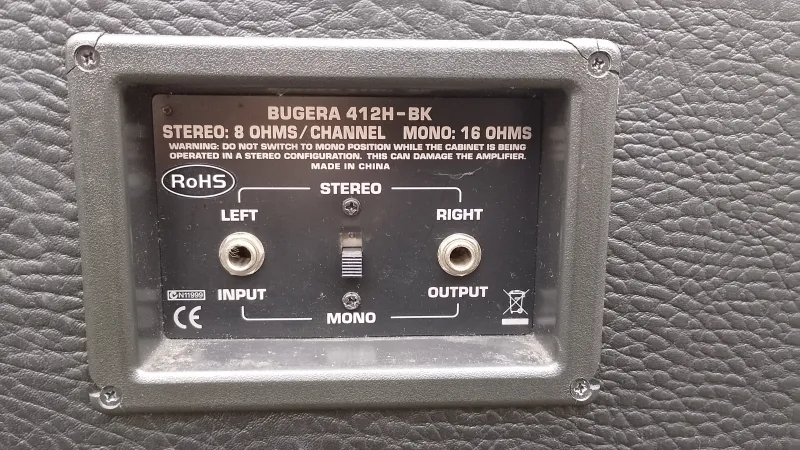 BUGERA 412H-BK
STEREO: 8 OHMS/CHANNEL MONO: 16 OHMS
WARNING: DO NOT SWITCH TO MONO POSITION WHILE THE CABINET IS BEING
OPERATED IN A STEREO CONFIGURATION. THIS CAN DAMAGE THE AMPLIFIER.
MADE IN CHINA
RoHS
STEREO
LEFT RIGHT
INPUT OUTPUT
N11999
CE
MONO